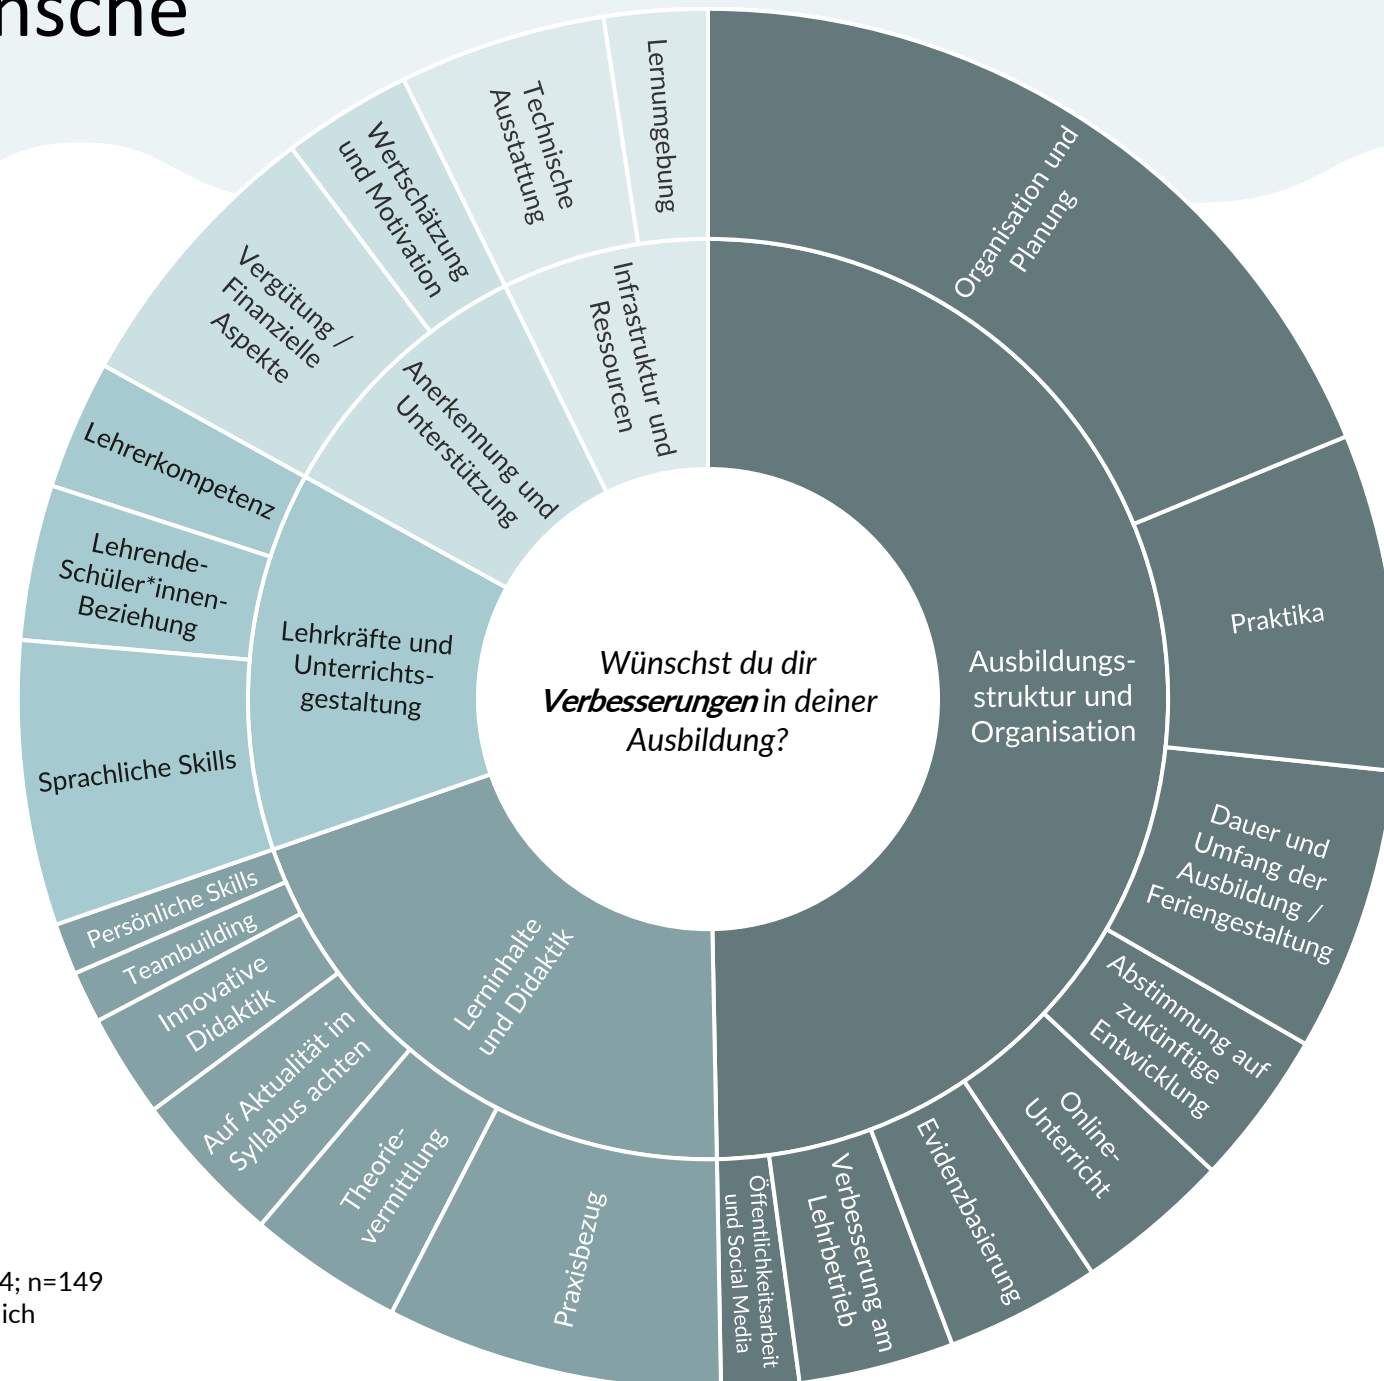 nsche
Lernumgebung
Technische
Ausstattung
Wertschätzung
und Motivation
Vergütung /
Finanzielle
Aspekte
Infrastruktur und
Ressourcen
Anerkennung und
Unterstützung
Organisation und
Planung
Praktika
Lehrerkompetenz
Lehrende-
Schüler*innen-
Beziehung
Lehrkräfte und
Unterrichts-
gestaltung
Sprachliche Skills
Wünschst du dir
Verbesserungen in deiner
Ausbildung?
Ausbildungs-
struktur und
Organisation
Dauer und
Umfang der
Ausbildung /
Feriengestaltung
Abstimmung auf
zukünftige
Entwicklung
Online-
Unterricht
Evidenzbasierung
Verbesserung am
Lehrbetrieb
Öffentlichkeitsarbeit
und Social Media
Lerninhalte
und Didaktik
Persönliche Skills
Teambuilding
Innovative
Didaktik
Auf Aktualität im
Syllabus achten
Theorie-
vermittlung
Praxisbezug
4; n=149
ich